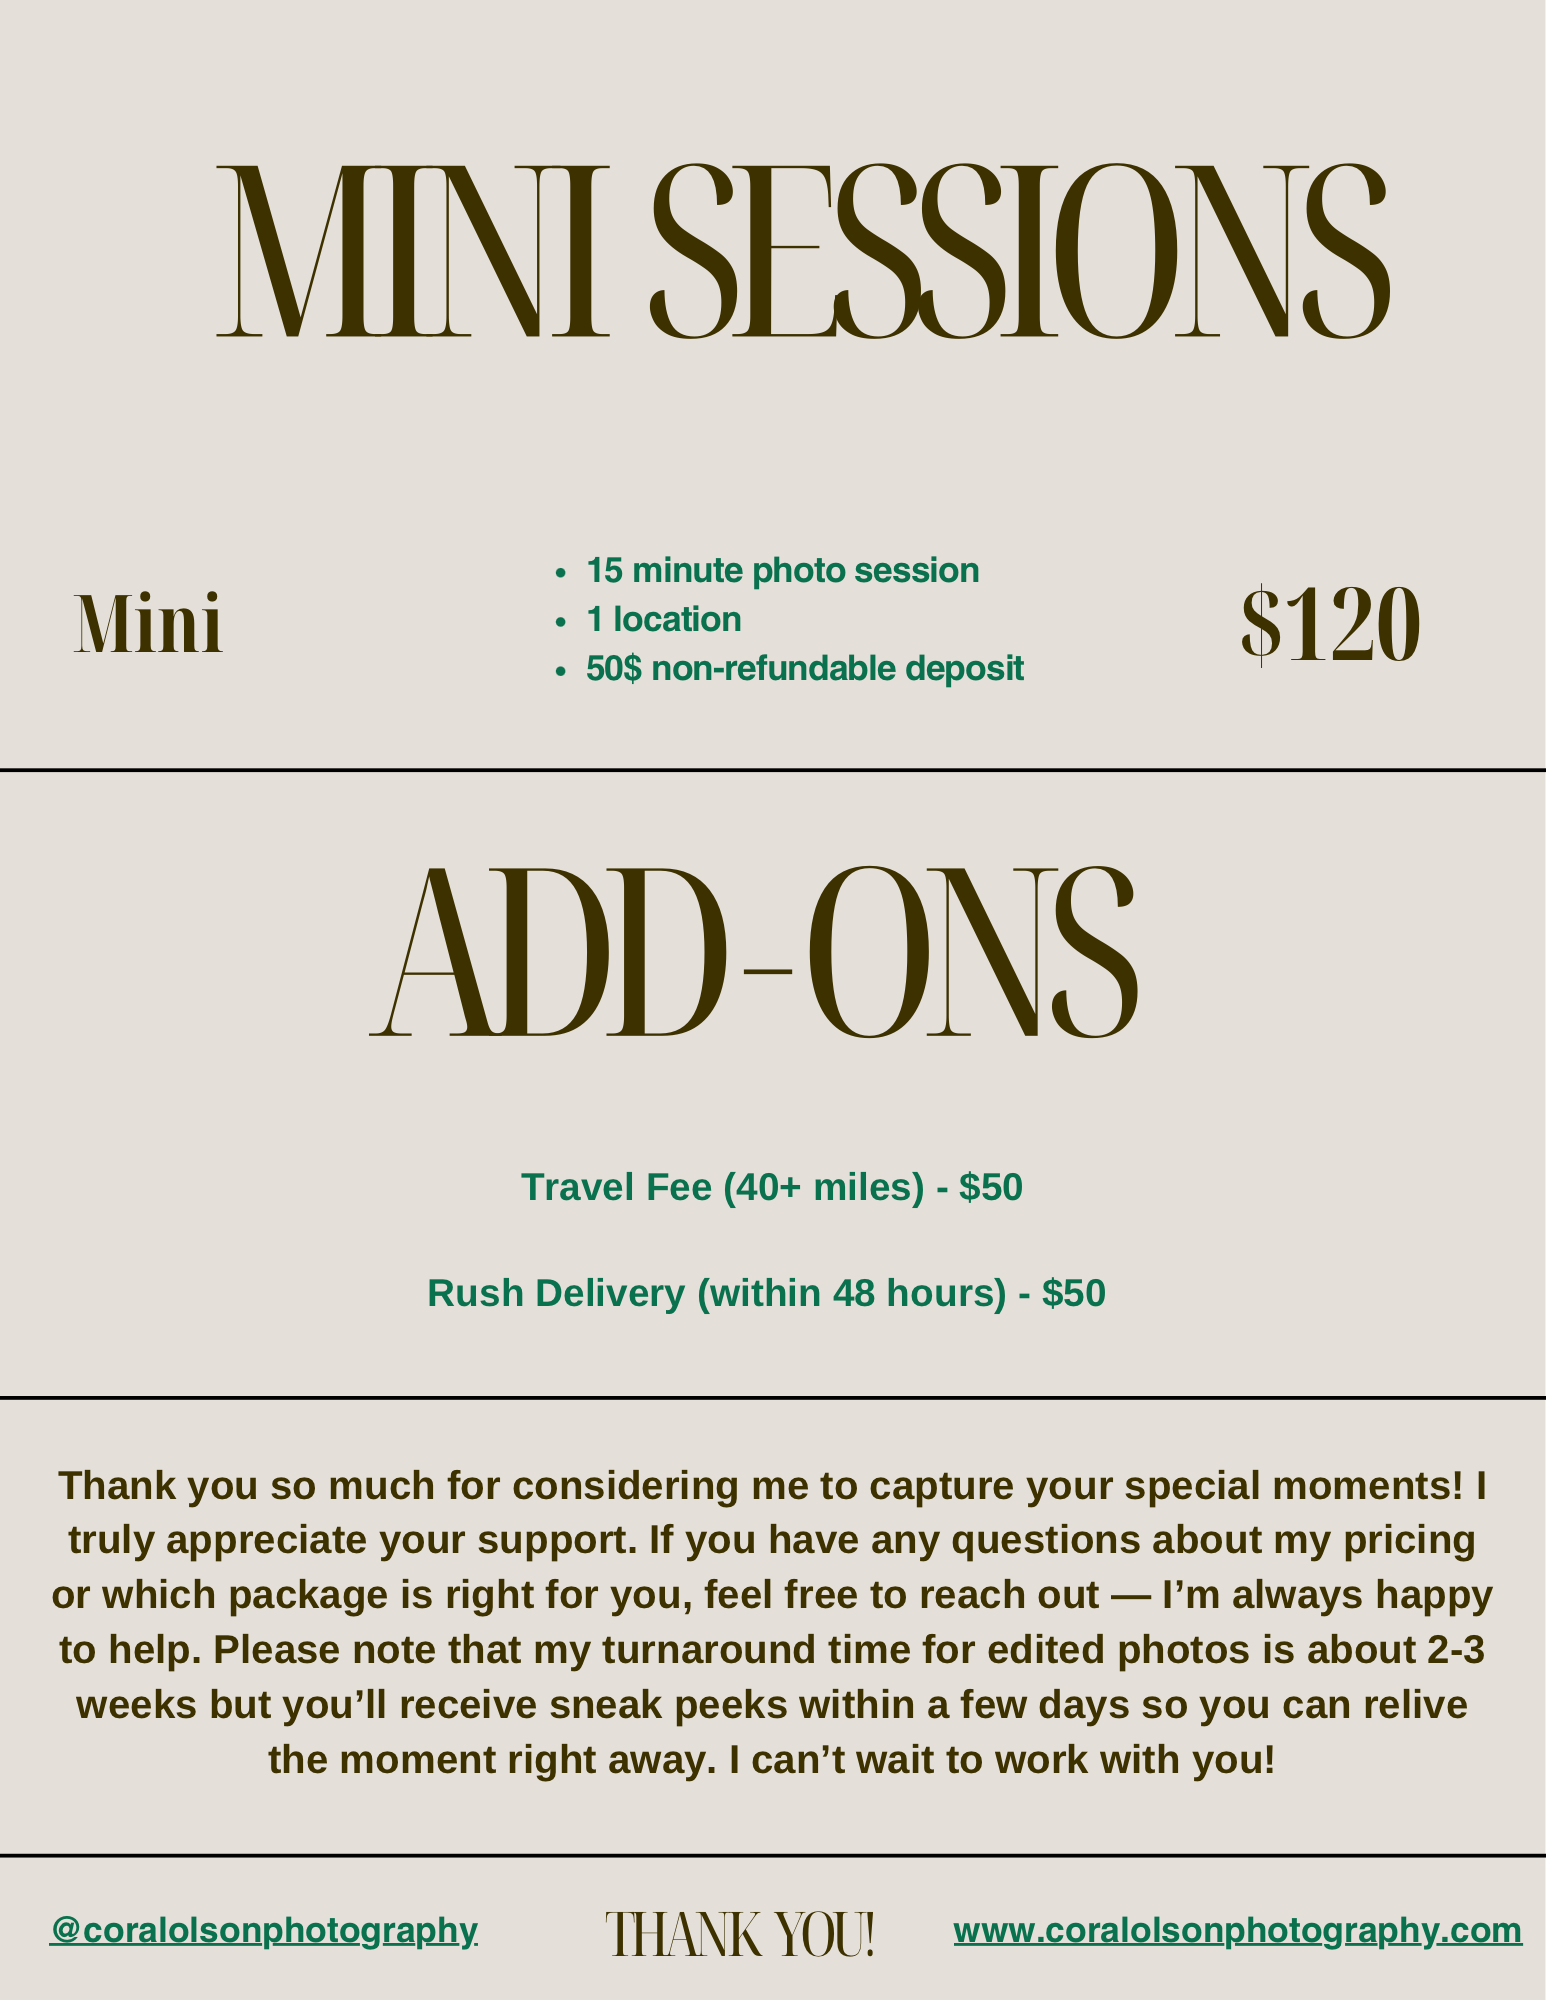 MINI SESSIONS
Mini
• 15 minute photo session
• 1 location
• 50$ non-refundable deposit
$120
ADD-ONS
Travel Fee (40+ miles) - $50
Rush Delivery (within 48 hours) - $50
Thank you so much for considering me to capture your special moments! I
truly appreciate your support. If you have any questions about my pricing
or which package is right for you, feel free to reach out — I’m always happy
to help. Please note that my turnaround time for edited photos is about 2-3
weeks but you’ll receive sneak peeks within a few days so you can relive
the moment right away. I can’t wait to work with you!
@coralolsonphotography
THANK YOU!
www.coralolsonphotography.com